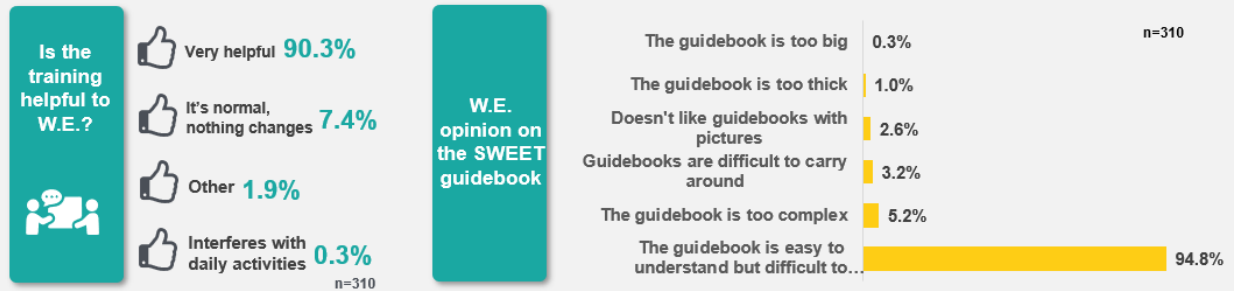 Is the
training
helpful to
W.E.?
Very helpful 90.3%
It's normal,
nothing changes 7.4%
Other 1.9%
Interferes with
daily activities 0.3%
n=310
W.E.
opinion on
the SWEET
guidebook
n=310
The guidebook is too big 0.3%
The guidebook is too thick 1.0%
Doesn't like guidebooks with
pictures 2.6%
Guidebooks are difficult to carry
around 3.2%
The guidebook is too complex 5.2%
The guidebook is easy to
understand but difficult to... 94.8%